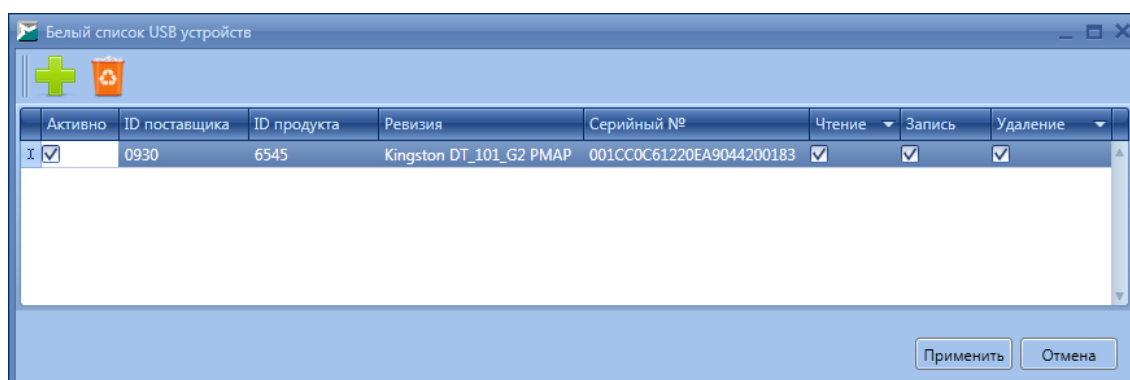 Белый список USB устройств
Активно ID поставщика ID продукта Ревизия Серийный № Чтение Запись Удаление
0930 6545 Kingston DT_101_G2 PMAP 001CC0C61220EA9044200183
Применить Отмена